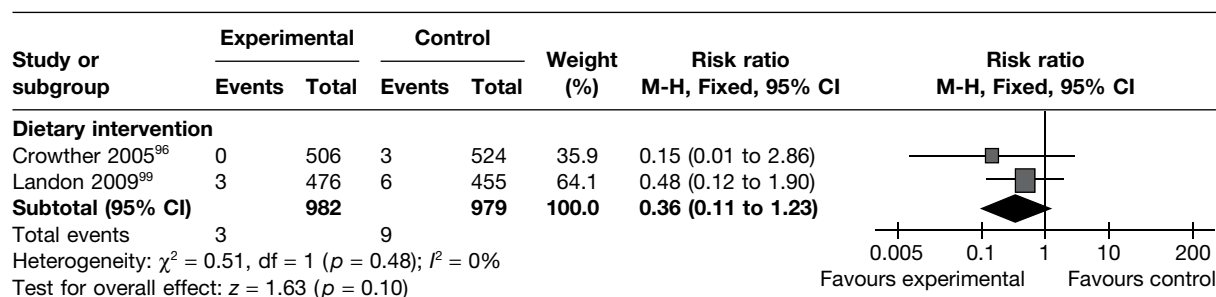 Study or subgroup Experimental Control Weight (%) Risk ratio M-H, Fixed, 95% CI Risk ratio M-H, Fixed, 95% CI
Events Total Events Total
Dietary intervention
Crowther 2005⁹⁶ 0 506 3 524 35.9 0.15 (0.01 to 2.86)
Landon 2009⁹⁹ 3 476 6 455 64.1 0.48 (0.12 to 1.90)
Subtotal (95% CI) 982 979 100.0 0.36 (0.11 to 1.23)
Total events 3 9
Heterogeneity: χ² = 0.51, df = 1 (p = 0.48); I² = 0%
Test for overall effect: z = 1.63 (p = 0.10)
0.005 0.1 1 10 200
Favours experimental Favours control